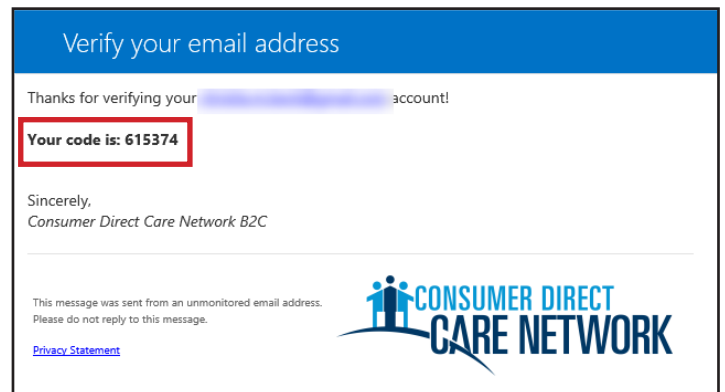 Verify your email address
Thanks for verifying your account!
Your code is: 615374
Sincerely,
Consumer Direct Care Network B2C
This message was sent from an unmonitored email address.
Please do not reply to this message.
Privacy Statement
CONSUMER DIRECT
CARE NETWORK